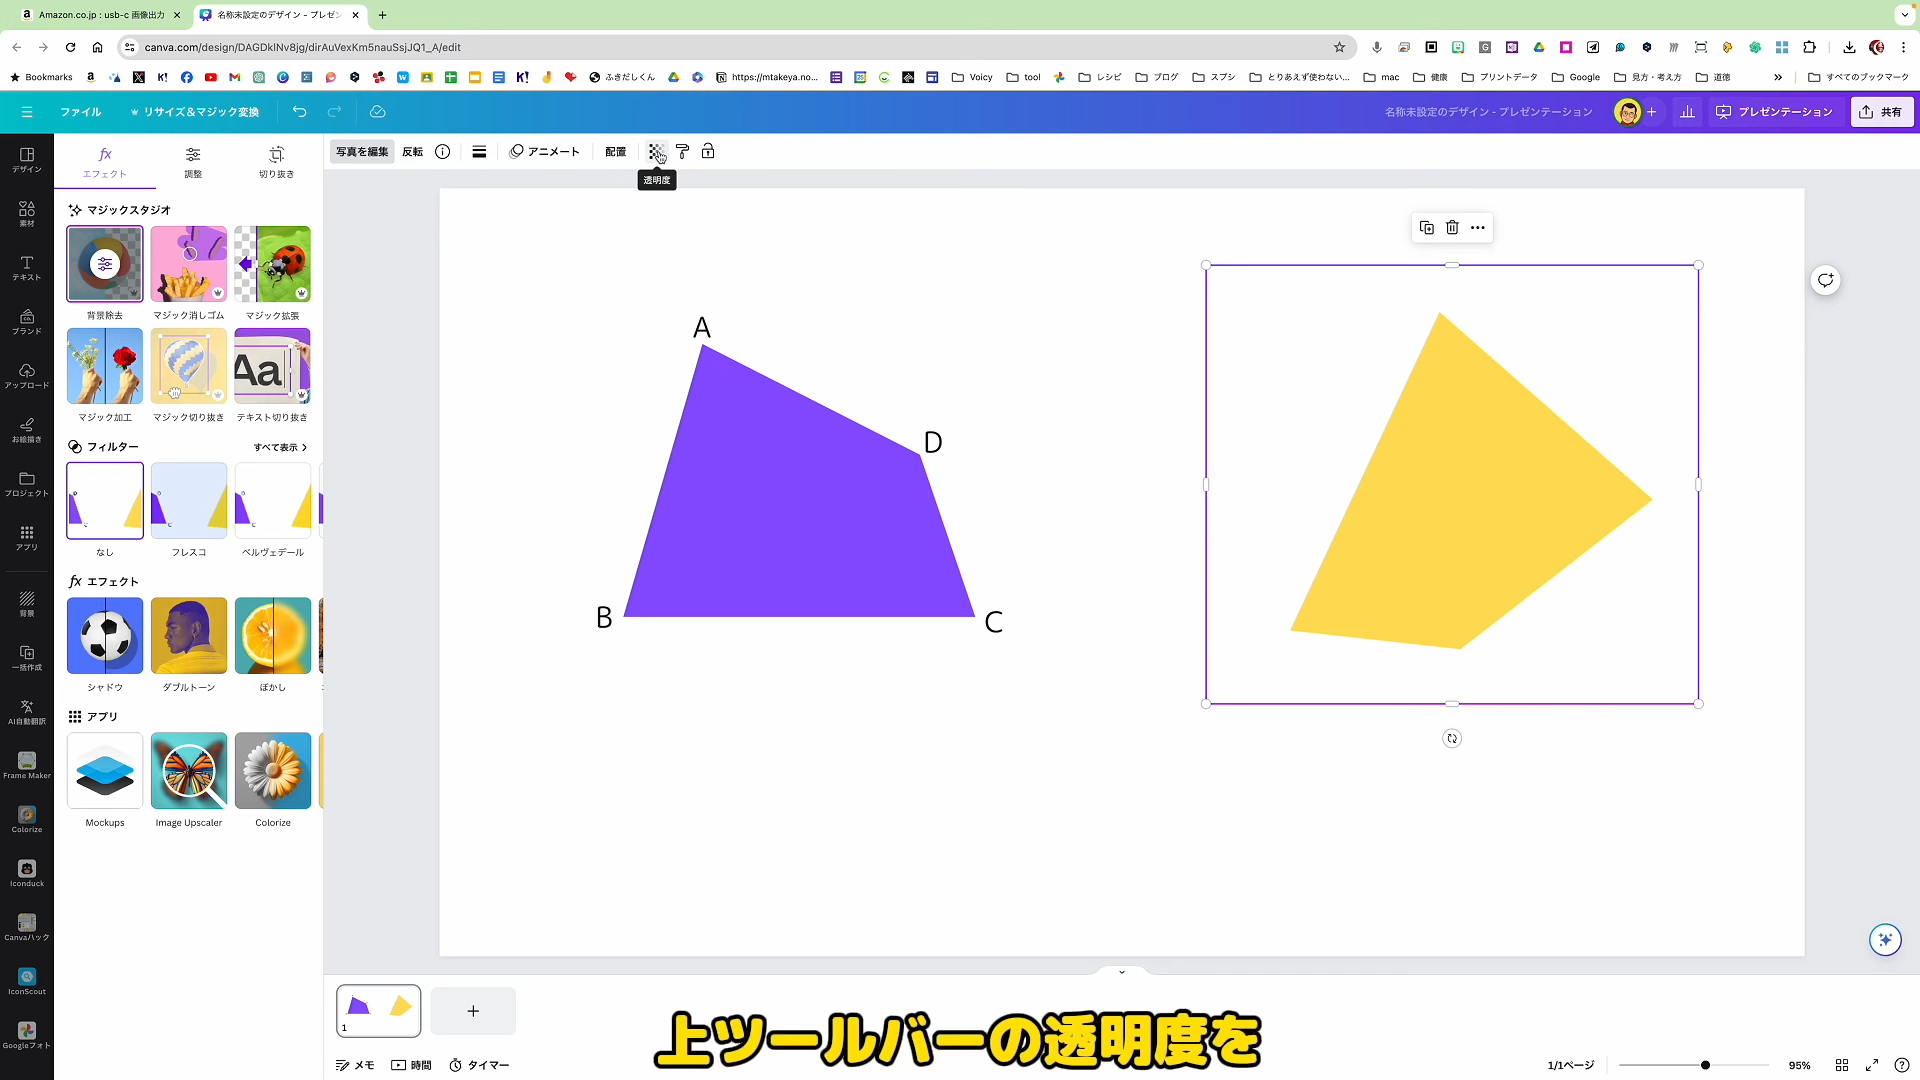 Amazon.co.jp : usb-c 画像出力
名称未設定のデザイン - プレゼン
canva.com/design/DAGDklNv8jg/dirAuVexKm5nauSsjJQ1_A/edit
Bookmarks
ふきだしくん
https://mtakeya.no...
Voicy
tool
レシピ
ブログ
スプシ
とりあえず使わない...
mac
健康
プリントデータ
Google
見方・考え方
道徳
すべてのブックマーク
ファイル
リサイズ＆マジック変換
名称未設定のデザイン - プレゼンテーション
プレゼンテーション
共有
デザイン
素材
テキスト
ブランド
アップロード
お絵描き
プロジェクト
アプリ
背景
一括作成
AI自動翻訳
Frame Maker
Colorize
Iconduck
Canvaハック
IconScout
Googleフォト
エフェクト
調整
切り抜き
マジックスタジオ
背景除去
マジック消しゴム
マジック拡張
Aa
マジック加工
マジック切り抜き
テキスト切り抜き
フィルター
すべて表示
なし
フレスコ
ベルヴェデール
fx エフェクト
シャドウ
ダブルトーン
ぼかし
アプリ
Mockups
Image Upscaler
Colorize
写真を編集
反転
アニメート
配置
透明度
A
D
B
C
1
メモ
時間
タイマー
上ツールバーの透明度を
1/1ページ
95%